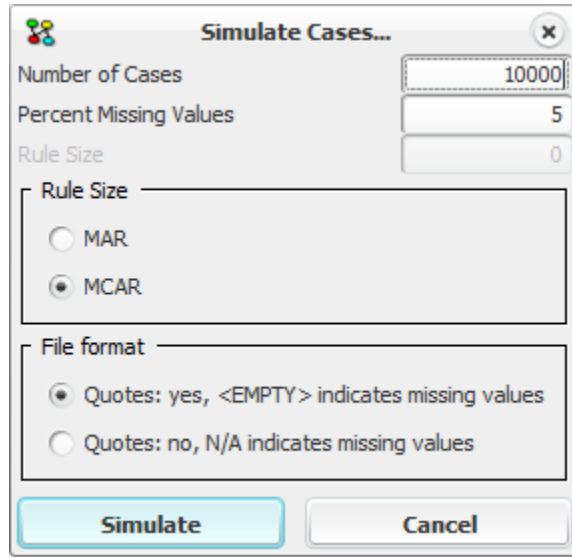 Simulate Cases...
Number of Cases 10000
Percent Missing Values 5
Rule Size 0
Rule Size
MAR
MCAR
File format
Quotes: yes, <EMPTY> indicates missing values
Quotes: no, N/A indicates missing values
Simulate Cancel